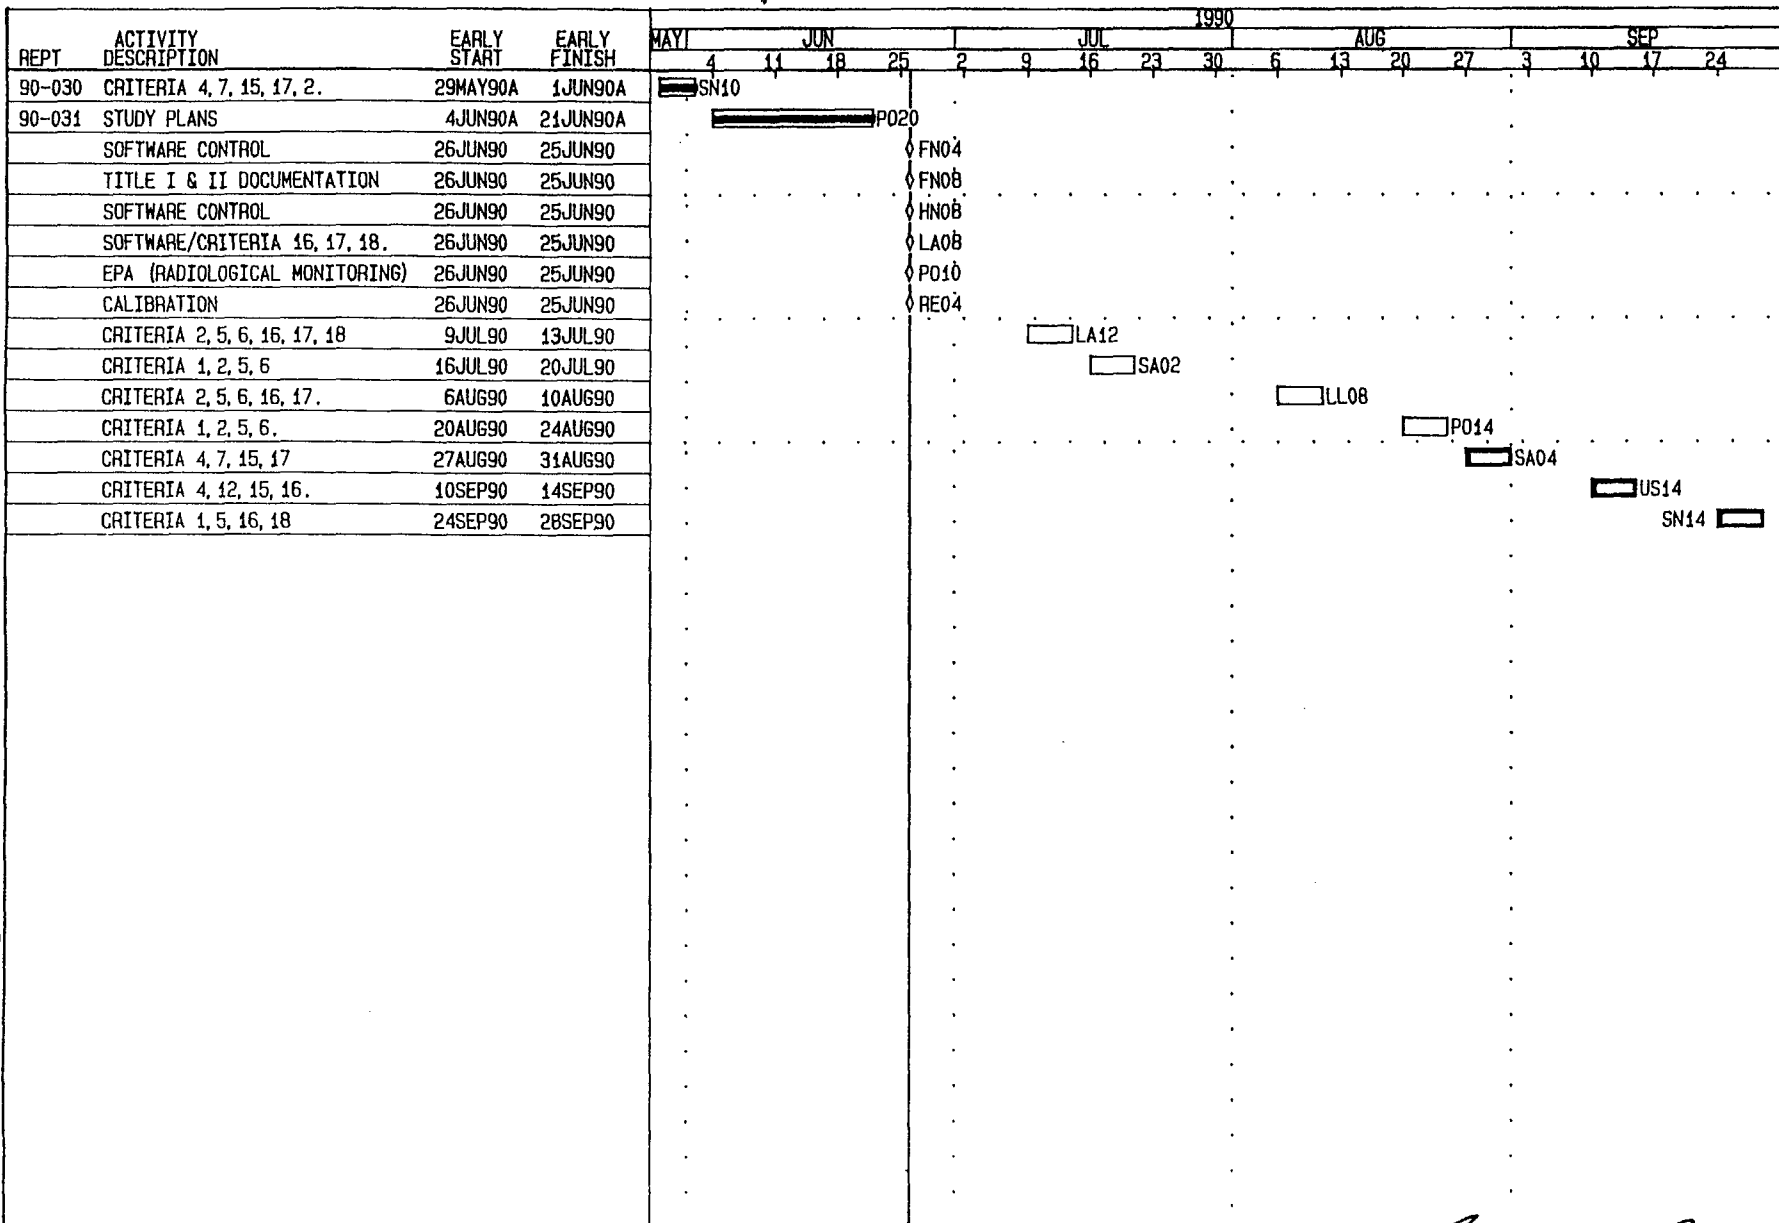 1990
MAY JUN JUL AUG SEP
REPT ACTIVITY DESCRIPTION EARLY START EARLY FINISH
4 11 18 25 2 9 16 23 30 6 13 20 27 3 10 17 24
90-030 CRITERIA 4, 7, 15, 17, 2. 29MAY90A 1JUN90A SN10
90-031 STUDY PLANS 4JUN90A 21JUN90A PO20
SOFTWARE CONTROL 26JUN90 25JUN90 FN04
TITLE I & II DOCUMENTATION 26JUN90 25JUN90 FN08
SOFTWARE CONTROL 26JUN90 25JUN90 HN08
SOFTWARE/CRITERIA 16, 17, 18. 26JUN90 25JUN90 LA08
EPA (RADIOLOGICAL MONITORING) 26JUN90 25JUN90 PO10
CALIBRATION 26JUN90 25JUN90 RE04
CRITERIA 2, 5, 6, 16, 17, 18 9JUL90 13JUL90 LA12
CRITERIA 1, 2, 5, 6 16JUL90 20JUL90 SA02
CRITERIA 2, 5, 6, 16, 17. 6AUG90 10AUG90 LL08
CRITERIA 1, 2, 5, 6. 20AUG90 24AUG90 PO14
CRITERIA 4, 7, 15, 17 27AUG90 31AUG90 SA04
CRITERIA 4, 12, 15, 16. 10SEP90 14SEP90 US14
CRITERIA 1, 5, 16, 18 24SEP90 28SEP90 SN14